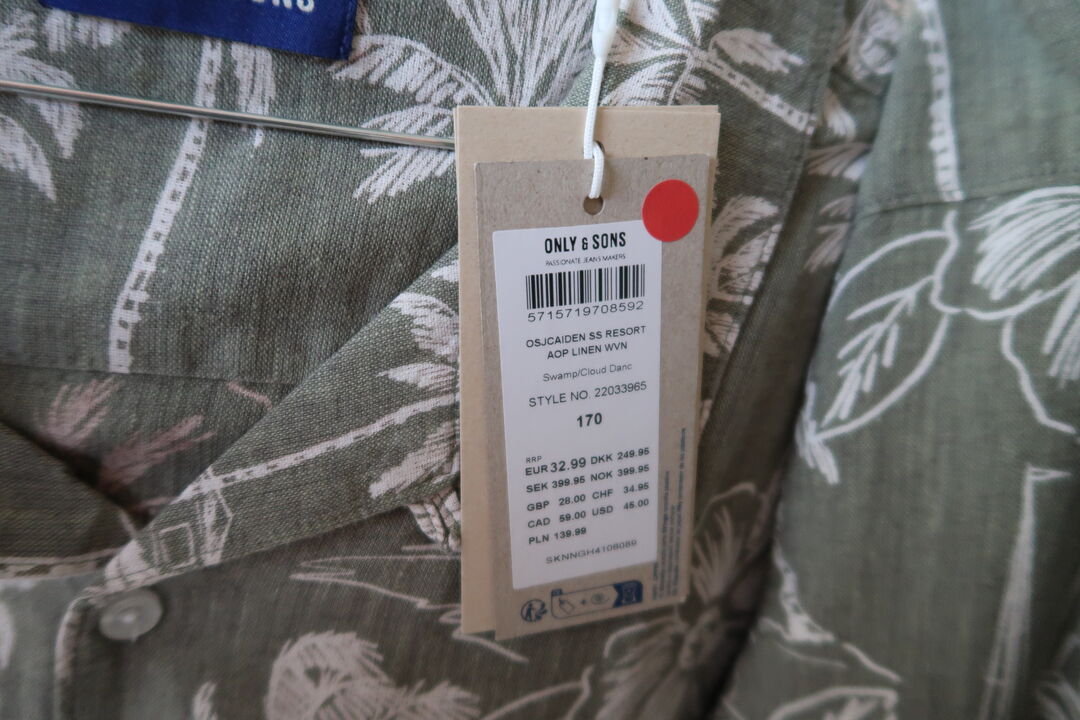 ONLY & SONS
PASSIONATE JEANS MAKERS
5715719708592
OSJCAIDEN SS RESORT
AOP LINEN WVN
Swamp/Cloud Danc
STYLE NO. 22033965
170
RRP
EUR 32.99 DKK 249.95
SEK 399.95 NOK 399.95
GBP 28.00 CHF 34.95
CAD 59.00 USD 45.00
PLN 139.99
SKNNGH4106089